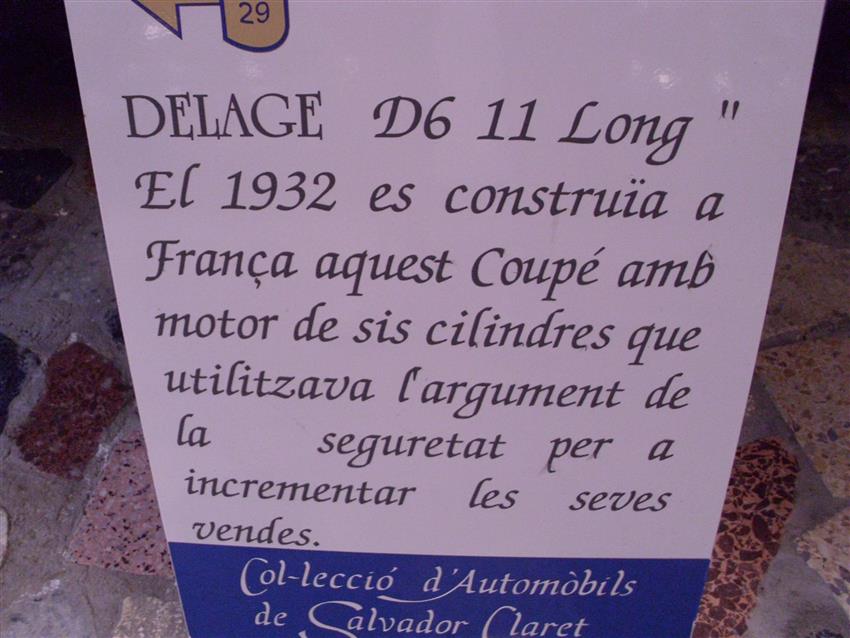 29
DELAGE D6 11 Long "
El 1932 es construïa a
França aquest Coupé amb
motor de sis cilindres que
utilitzava l'argument de
la seguretat per a
incrementar les seves
vendes.
Col-lecció d'Automòbils
de Salvador Claret